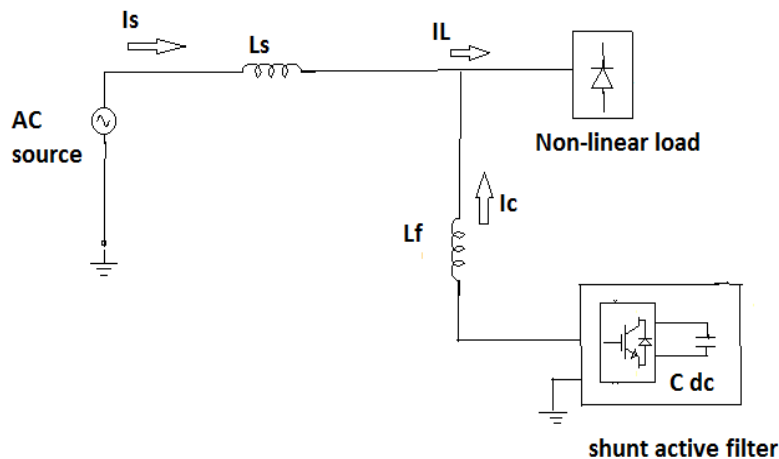 Is
Ls
IL
AC
source
Non-linear load
Ic
Lf
C dc
shunt active filter